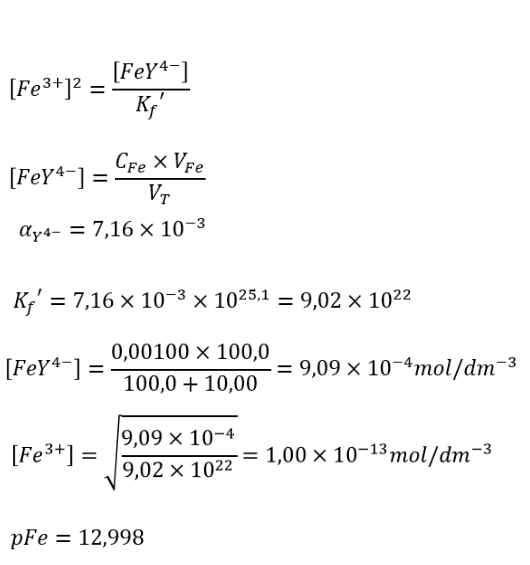 [Fe³⁺]² = [FeY⁴⁻] / K_f′
[FeY⁴⁻] = C_Fe × V_Fe / V_T
α_Y⁴⁻ = 7,16 × 10⁻³
K_f′ = 7,16 × 10⁻³ × 10²⁵,¹ = 9,02 × 10²²
[FeY⁴⁻] = 0,00100 × 100,0 / 100,0 + 10,00 = 9,09 × 10⁻⁴ mol/dm⁻³
[Fe³⁺] = √(9,09 × 10⁻⁴ / 9,02 × 10²²) = 1,00 × 10⁻¹³ mol/dm⁻³
pFe = 12,998